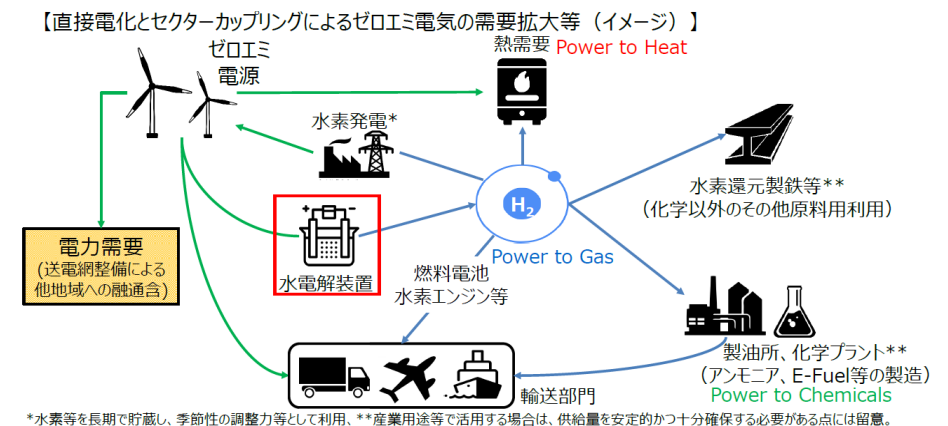 【直接電化とセクターカップリングによるゼロエミ電気の需要拡大等（イメージ）】
ゼロエミ
電源
熱需要 Power to Heat
水素発電*
H2
水素還元製鉄等**
（化学以外のその他原料用利用）
電力需要
(送電網整備による
他地域への融通含)
水電解装置
Power to Gas
燃料電池
水素エンジン等
製油所、化学プラント**
（アンモニア、E-Fuel等の製造）
Power to Chemicals
輸送部門
*水素等を長期で貯蔵し、季節性の調整力等として利用、**産業用途等で活用する場合は、供給量を安定的かつ十分確保する必要がある点には留意。